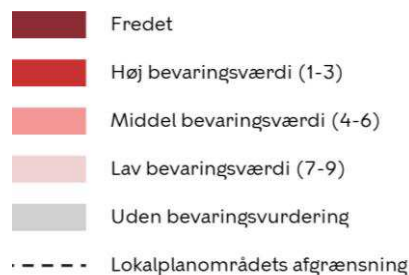 Fredet
Høj bevaringsværdi (1-3)
Middel bevaringsværdi (4-6)
Lav bevaringsværdi (7-9)
Uden bevaringsvurdering
Lokalplanområdets afgrænsning